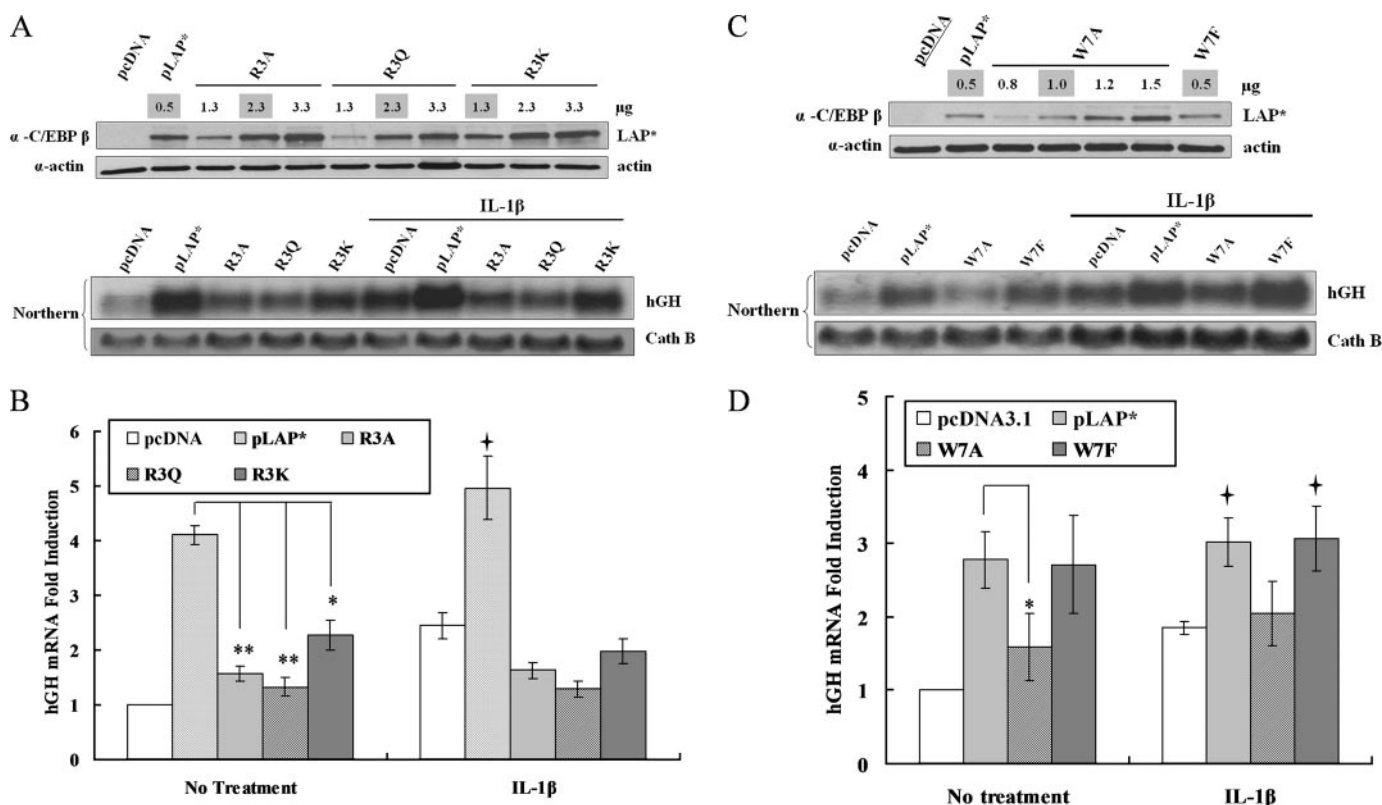 A
pcDNA pLAP* R3A R3Q R3K
0.5 1.3 2.3 3.3 1.3 2.3 3.3 1.3 2.3 3.3 μg
α -C/EBP β LAP*
α-actin actin
IL-1β
pcDNA pLAP* R3A R3Q R3K pcDNA pLAP* R3A R3Q R3K
Northern hGH
Cath B
B
pcDNA pLAP* R3A
R3Q R3K
hGH mRNA Fold Induction
6
5
4
3
2
1
0
** ** *
No Treatment IL-1β
C
pcDNA pLAP* W7A W7F
0.5 0.8 1.0 1.2 1.5 0.5 μg
α -C/EBP β LAP*
α-actin actin
IL-1β
pcDNA pLAP* W7A W7F pcDNA pLAP* W7A W7F
Northern hGH
Cath B
D
pcDNA3.1 pLAP*
W7A W7F
hGH mRNA Fold Induction
5
4
3
2
1
0
*
No treatment IL-1β